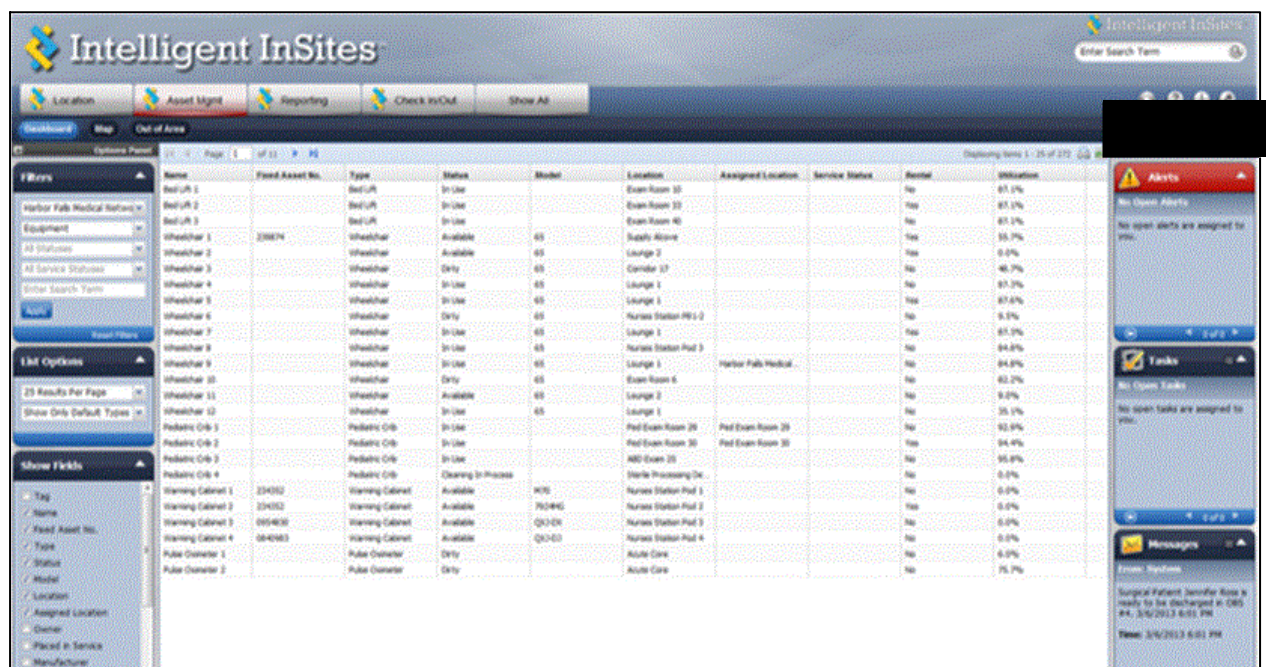 Intelligent InSites
Intelligent InSites
Enter Search Term
Location Asset Mgmt Reporting Check In/Out Show All
Dashboard Map Out of Area
Options Panel
Page 1 of 11
Displaying items 1 - 25 of 272
Filters
Harbor Falls Medical Networ
Equipment
All Statuses
All Service Statuses
Enter Search Term
Apply
Reset Filters
List Options
25 Results Per Page
Show Only Default Types
Show Fields
Tag
Name
Fixed Asset No.
Type
Status
Model
Location
Assigned Location
Owner
Placed in Service
Manufacturer
Name Fixed Asset No. Type Status Model Location Assigned Location Service Status Rental Utilization
Bed Lift 1 Bed Lift In Use Exam Room 10 No 87.1%
Bed Lift 2 Bed Lift In Use Exam Room 33 Yes 87.1%
Bed Lift 3 Bed Lift In Use Exam Room 40 No 87.1%
Wheelchair 1 239874 Wheelchair Available 65 Supply Alcove Yes 55.7%
Wheelchair 2 Wheelchair Available 65 Lounge 2 Yes 0.0%
Wheelchair 3 Wheelchair Dirty 65 Corridor 17 No 48.7%
Wheelchair 4 Wheelchair In Use 65 Lounge 1 No 87.3%
Wheelchair 5 Wheelchair In Use 65 Lounge 1 Yes 87.6%
Wheelchair 6 Wheelchair Dirty 65 Nurses Station PR1-2 No 9.5%
Wheelchair 7 Wheelchair In Use 65 Lounge 1 Yes 87.5%
Wheelchair 8 Wheelchair In Use 65 Nurses Station Pod 3 No 84.8%
Wheelchair 9 Wheelchair In Use 65 Lounge 1 Harbor Falls Medical... No 84.8%
Wheelchair 10 Wheelchair Dirty 65 Exam Room 6 No 82.2%
Wheelchair 11 Wheelchair Available 65 Lounge 2 No 9.0%
Wheelchair 12 Wheelchair In Use 65 Lounge 1 No 35.1%
Pediatric Crib 1 Pediatric Crib In Use Ped Exam Room 29 Ped Exam Room 29 No 92.9%
Pediatric Crib 2 Pediatric Crib In Use Ped Exam Room 30 Ped Exam Room 30 Yes 94.4%
Pediatric Crib 3 Pediatric Crib In Use Exam 25 No 95.8%
Pediatric Crib 4 Pediatric Crib Cleaning In Process Sterile Processing De... No 0.0%
Warming Cabinet 1 234352 Warming Cabinet Available M70 Nurses Station Pod 1 No 0.0%
Warming Cabinet 2 234352 Warming Cabinet Available Nurses Station Pod 2 Yes 0.0%
Warming Cabinet 3 0954830 Warming Cabinet Available Nurses Station Pod 3 No 0.0%
Warming Cabinet 4 0840983 Warming Cabinet Available Nurses Station Pod 4 No 0.0%
Pulse Oximeter 1 Pulse Oximeter Dirty Acute Core No 6.0%
Pulse Oximeter 2 Pulse Oximeter Dirty Acute Core No 75.7%
Alerts
No Open Alerts
No open alerts are assigned to
you.
0 of 0
Tasks
No Open Tasks
No open tasks are assigned to
you.
0 of 0
Messages
From: System
Surgical Patient Jennifer Ross is
ready to be discharged in OBS
#4. 3/6/2013 6:01 PM
Time: 3/6/2013 6:01 PM